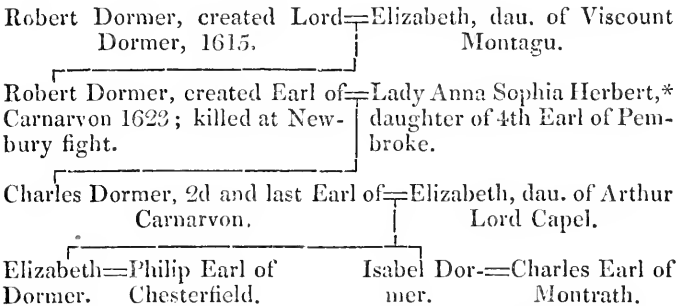 Robert Dormer, created Lord=Elizabeth, dau. of Viscount
Dormer, 1615. Montagu.
Robert Dormer, created Earl of=Lady Anna Sophia Herbert,*
Carnarvon 1623; killed at New- daughter of 4th Earl of Pem-
bury fight. broke.
Charles Dormer, 2d and last Earl of=Elizabeth, dau. of Arthur
Carnarvon. Lord Capel.
Elizabeth=Philip Earl of Isabel Dor-=Charles Earl of
Dormer. Chesterfield. mer. Montrath.